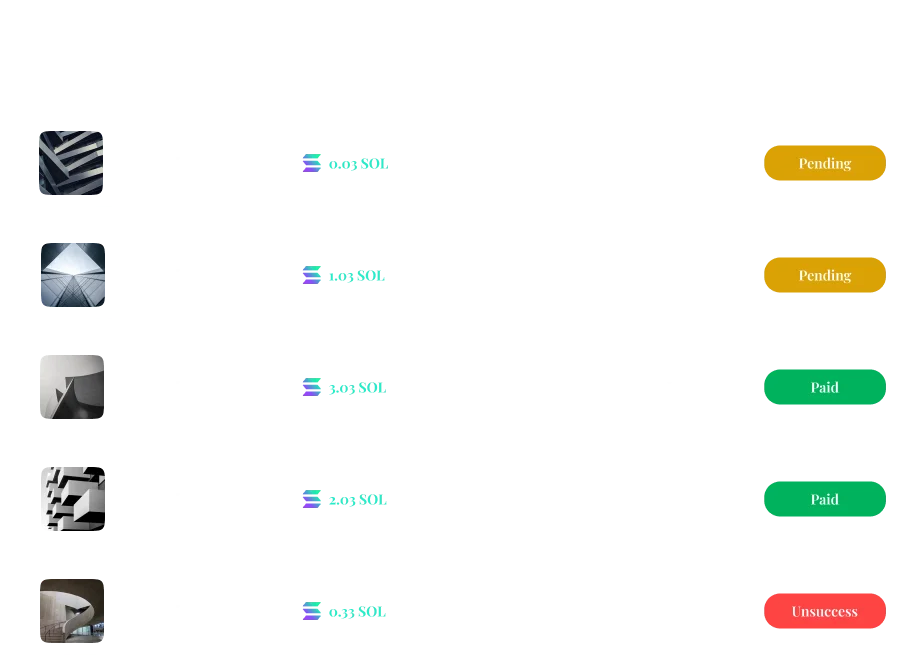 0.03 SOL Pending
1.03 SOL Pending
3.03 SOL Paid
2.03 SOL Paid
0.33 SOL Unsuccess